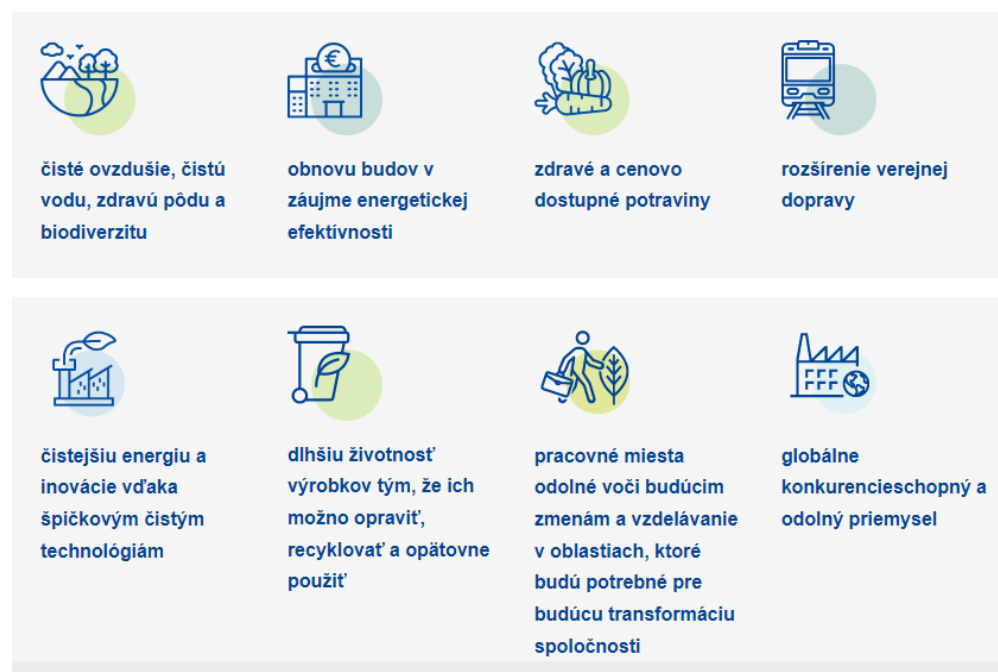 čisté ovzdušie, čistú
vodu, zdravú pôdu a
biodiverzitu
obnovu budov v
záujme energetickej
efektívnosti
zdravé a cenovo
dostupné potraviny
rozšírenie verejnej
dopravy
čistejšiu energiu a
inovácie vďaka
špičkovým čistým
technológiám
dlhšiu životnosť
výrobkov tým, že ich
možno opraviť,
recyklovať a opätovne
použiť
pracovné miesta
odolné voči budúcim
zmenám a vzdelávanie
v oblastiach, ktoré
budú potrebné pre
budúcu transformáciu
spoločnosti
globálne
konkurencieschopný a
odolný priemysel